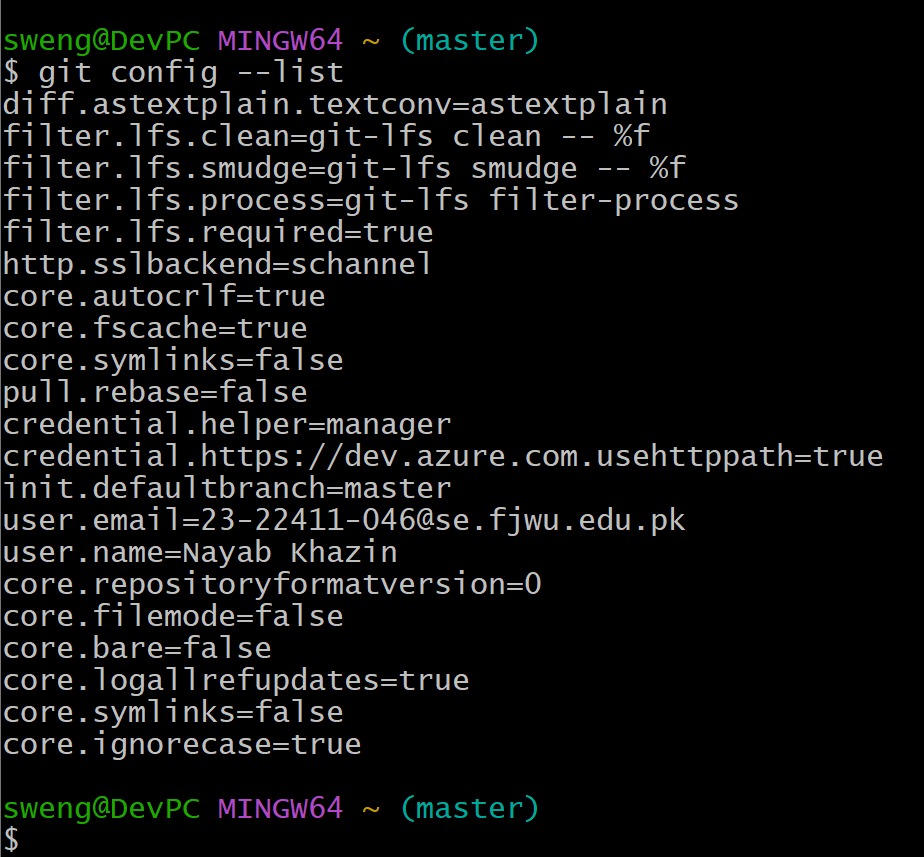 sweng@DevPC MINGW64 ~ (master)
$ git config --list
diff.astextplain.textconv=astextplain
filter.lfs.clean=git-lfs clean -- %f
filter.lfs.smudge=git-lfs smudge -- %f
filter.lfs.process=git-lfs filter-process
filter.lfs.required=true
http.sslbackend=schannel
core.autocrlf=true
core.fscache=true
core.symlinks=false
pull.rebase=false
credential.helper=manager
credential.https://dev.azure.com.usehttppath=true
init.defaultbranch=master
user.email=23-22411-046@se.fjwu.edu.pk
user.name=Nayab Khazin
core.repositoryformatversion=0
core.filemode=false
core.bare=false
core.logallrefupdates=true
core.symlinks=false
core.ignorecase=true
sweng@DevPC MINGW64 ~ (master)
$